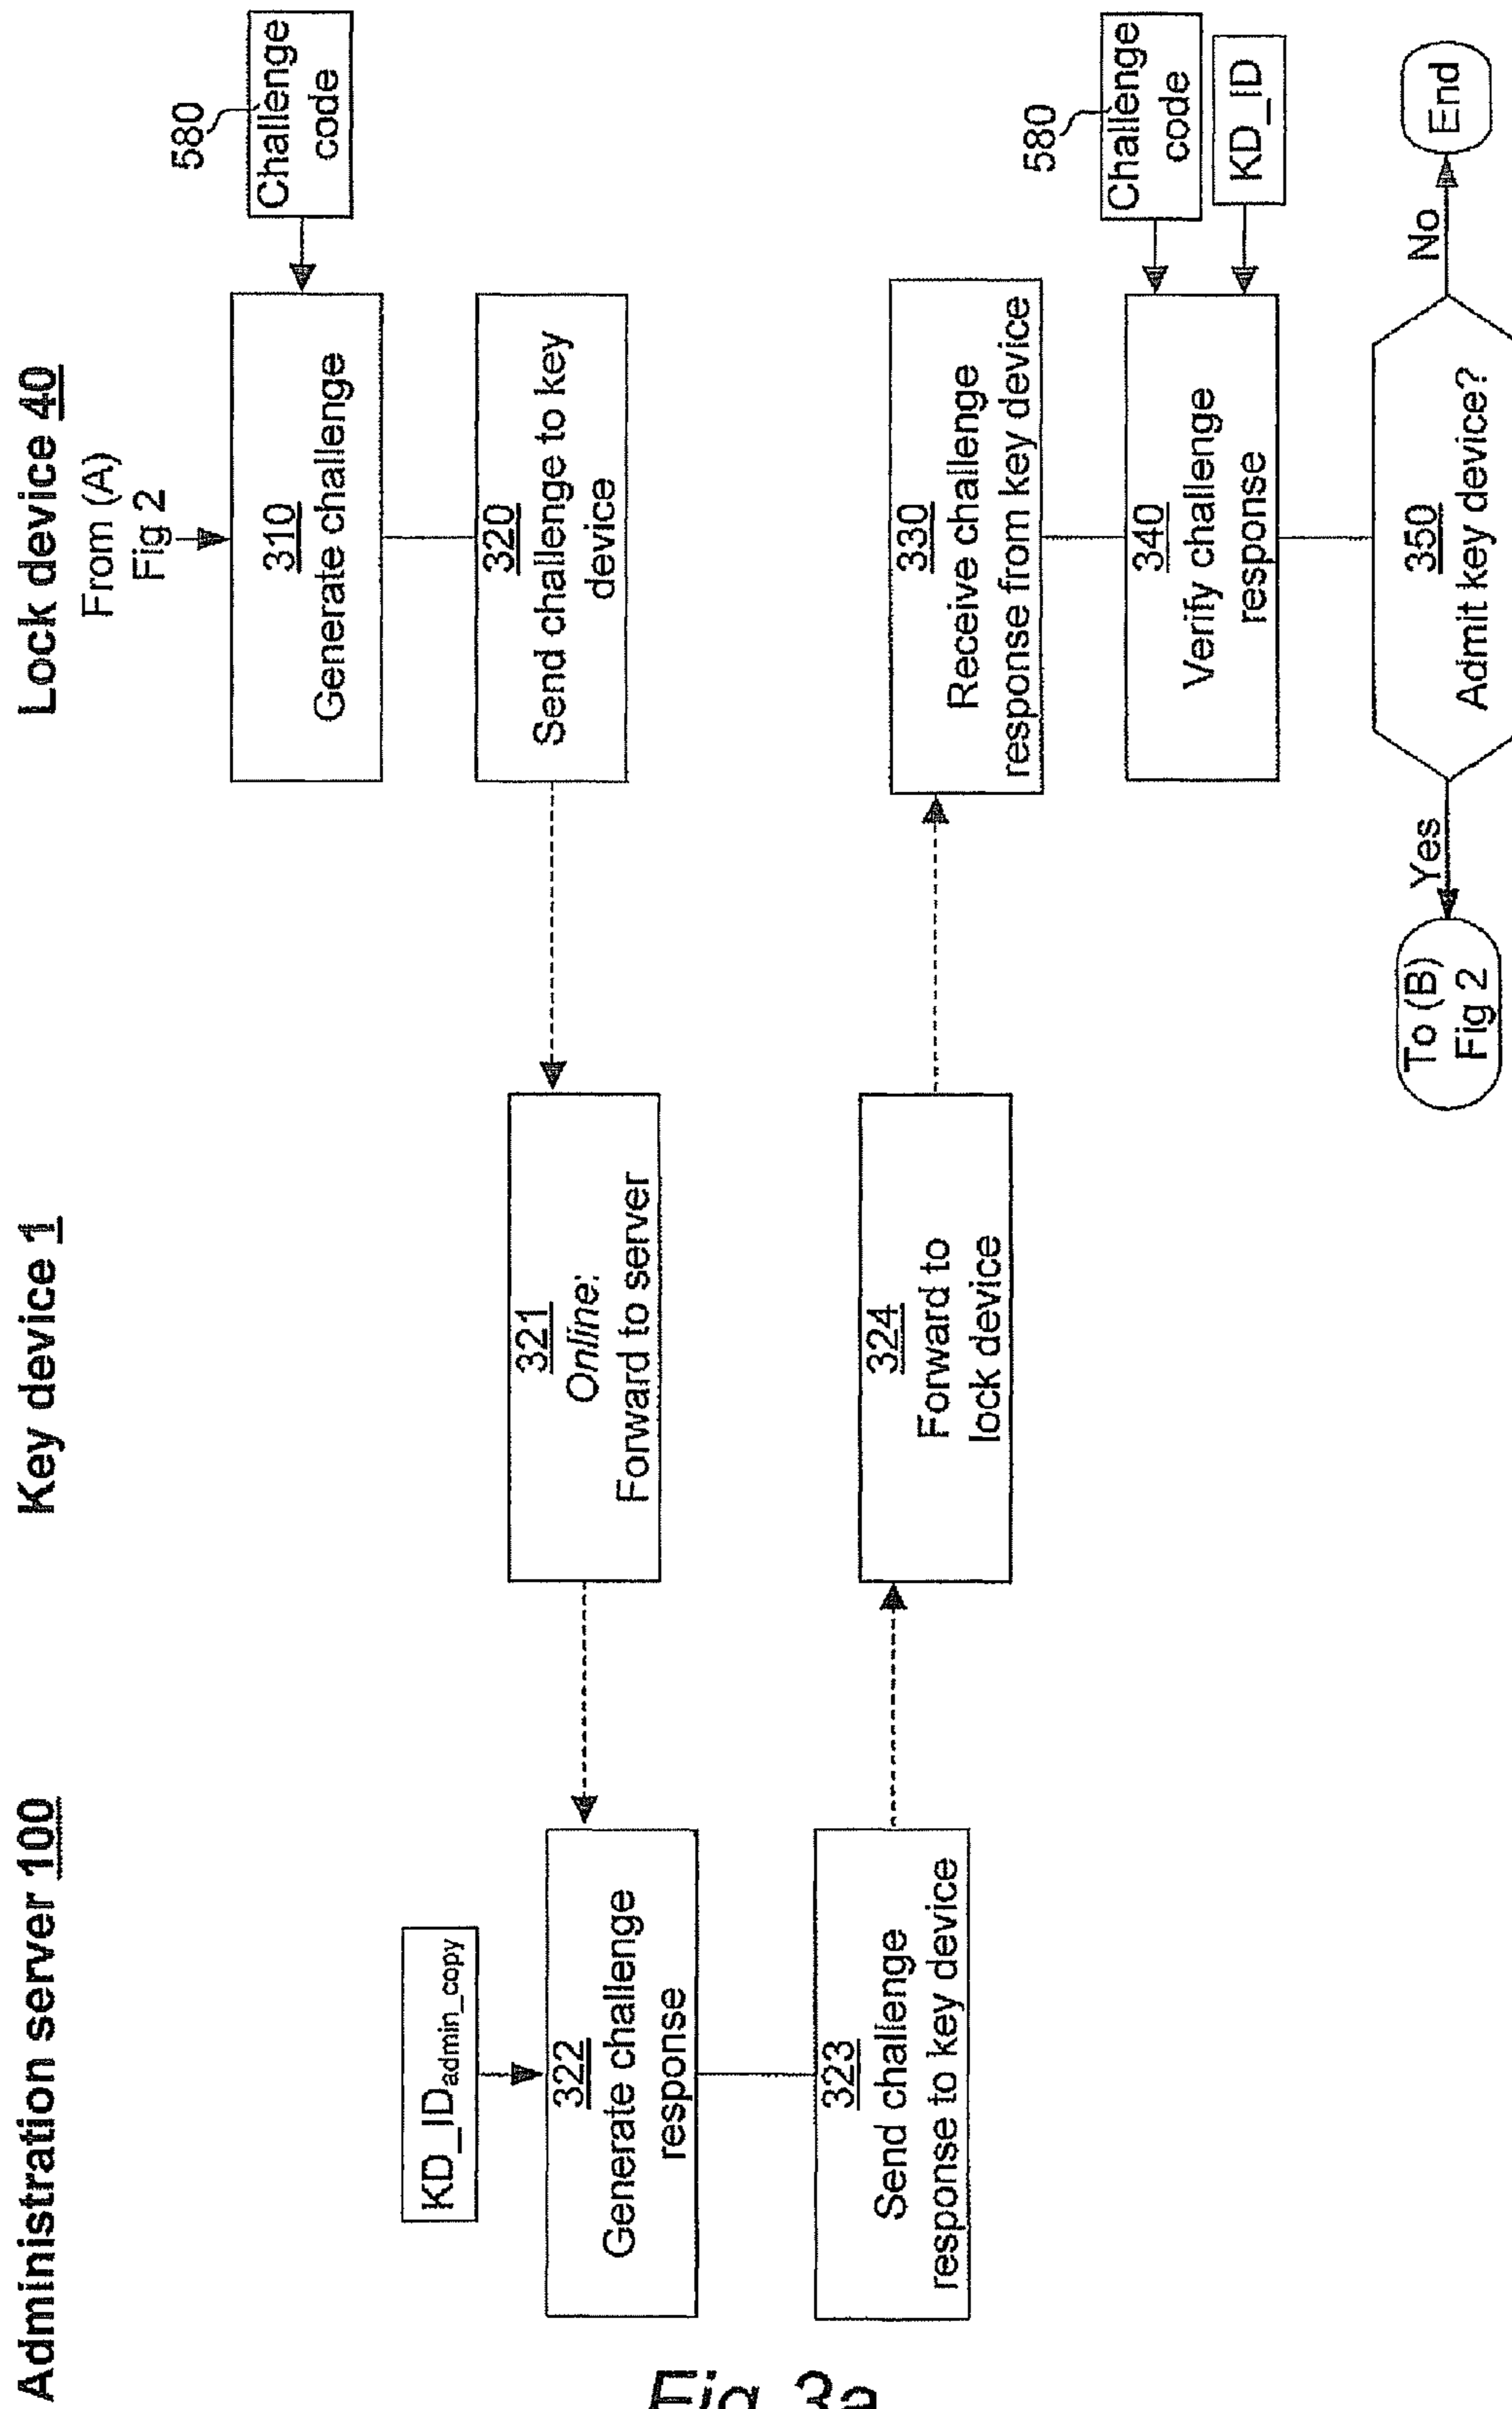 Administration server 100
Key device 1
Lock device 40
From (A)
Fig 2
580
Challenge
code
310
Generate challenge
320
Send challenge to key
device
321
Online:
Forward to server
KD_IDadmin_copy
322
Generate challenge
response
323
Send challenge
response to key device
324
Forward to
lock device
330
Receive challenge
response from key device
580
Challenge
code
KD_ID
340
Verify challenge
response
350
Admit key device?
No
End
Yes
To (B)
Fig 2
Fig 3a